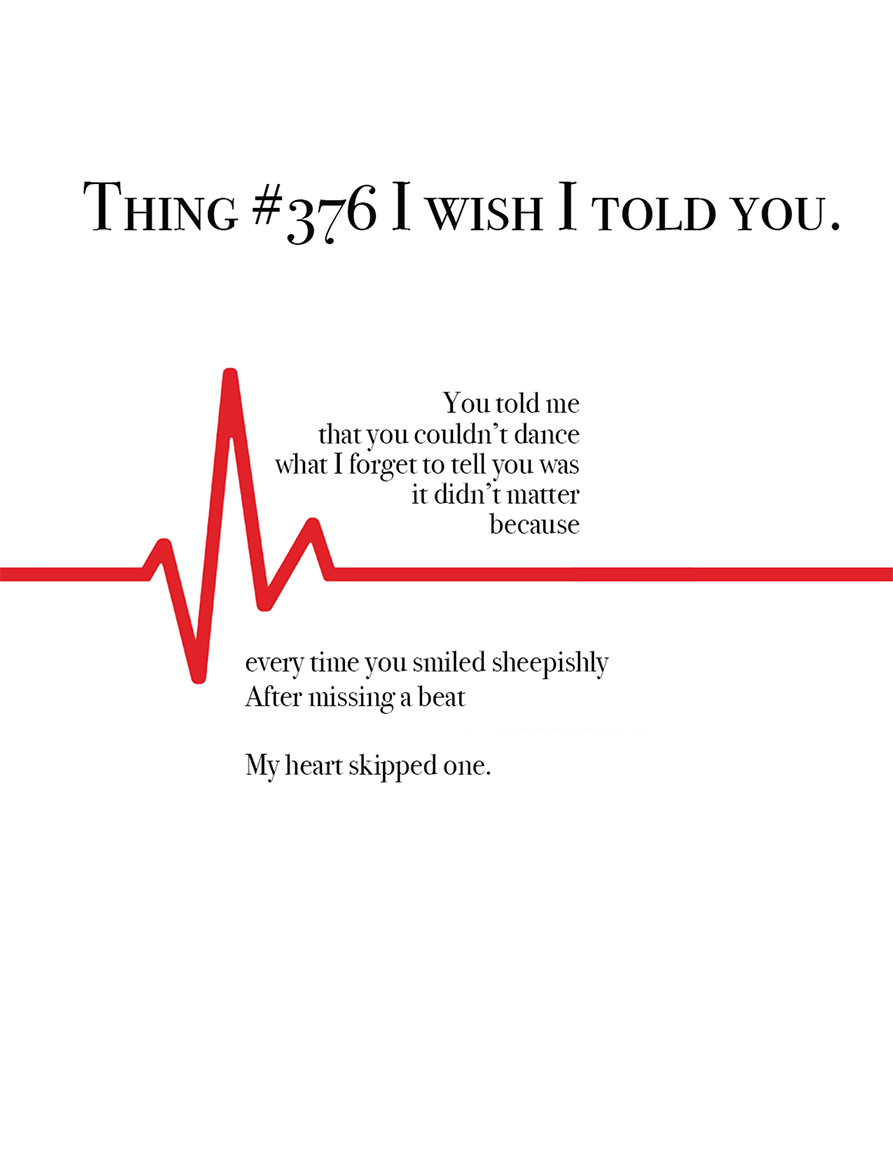 Thing #376 I wish I told you.
You told me
that you couldn't dance
what I forget to tell you was
it didn't matter
because
every time you smiled sheepishly
After missing a beat
My heart skipped one.